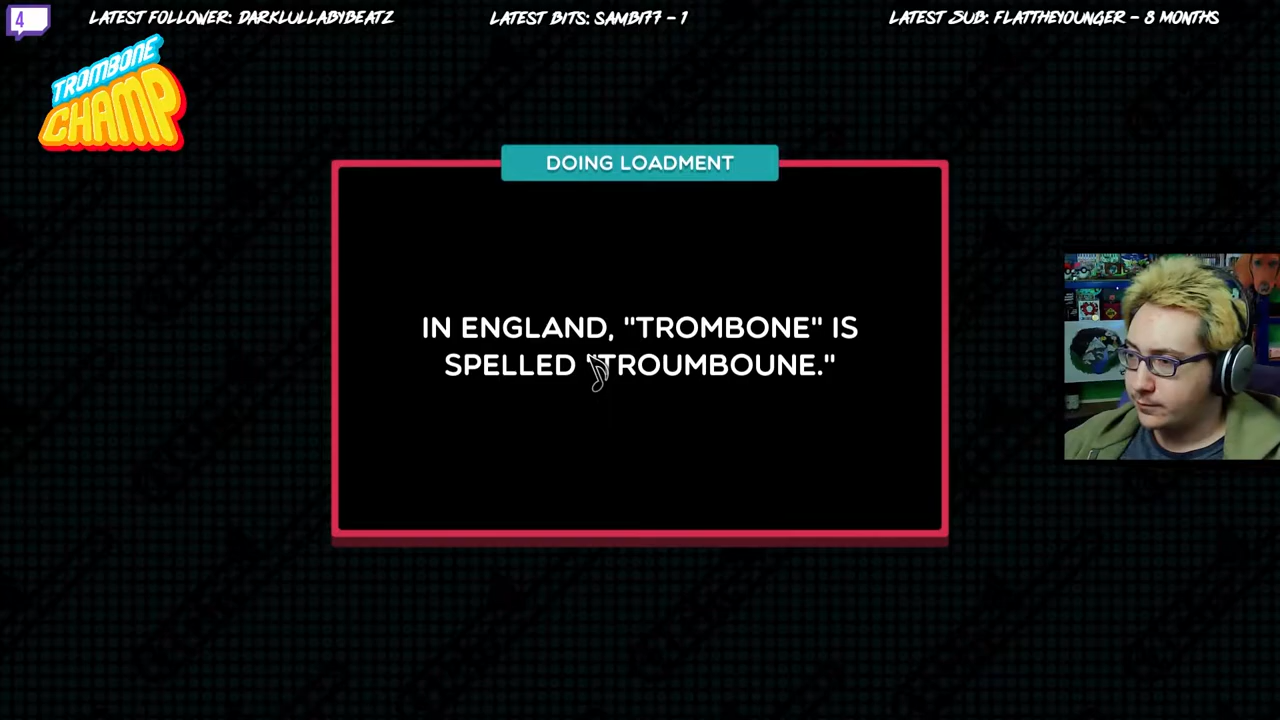 4
LATEST FOLLOWER: DARKLULLABYBEATZ
LATEST BITS: SAMBI77 - 1
LATEST SUB: FLATTHEYOUNGER - 8 MONTHS
TROMBONE
CHAMP
DOING LOADMENT
IN ENGLAND, "TROMBONE" IS
SPELLED "TROUMBOUNE."